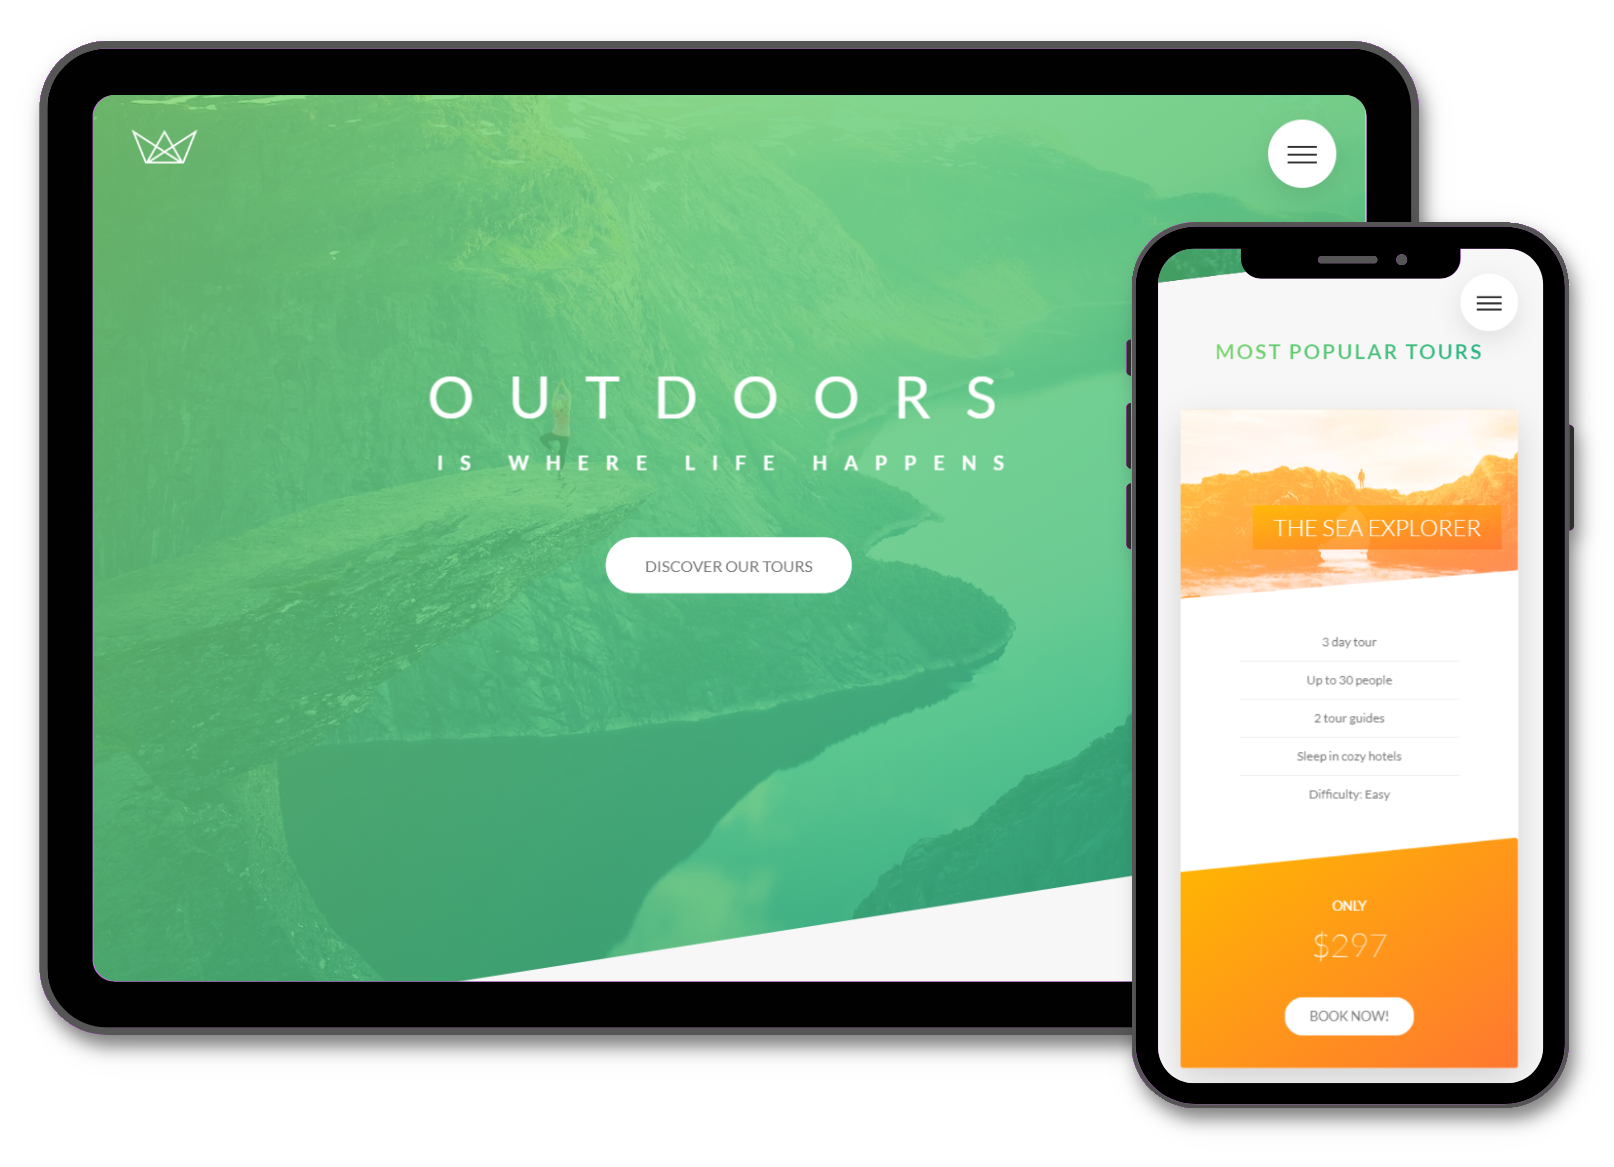 OUTDOORS
IS WHERE LIFE HAPPENS
DISCOVER OUR TOURS
MOST POPULAR TOURS
THE SEA EXPLORER
3 day tour
Up to 30 people
2 tour guides
Sleep in cozy hotels
Difficulty: Easy
ONLY
$297
BOOK NOW!